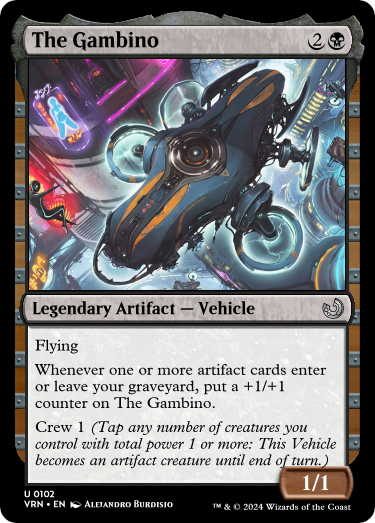 The Gambino 2
Legendary Artifact — Vehicle
Flying
Whenever one or more artifact cards enter
or leave your graveyard, put a +1/+1
counter on The Gambino.
Crew 1 (Tap any number of creatures you
control with total power 1 or more: This Vehicle
becomes an artifact creature until end of turn.)
1/1
U 0102
VRN • EN Alejandro Burdisio ™ & © 2024 Wizards of the Coast